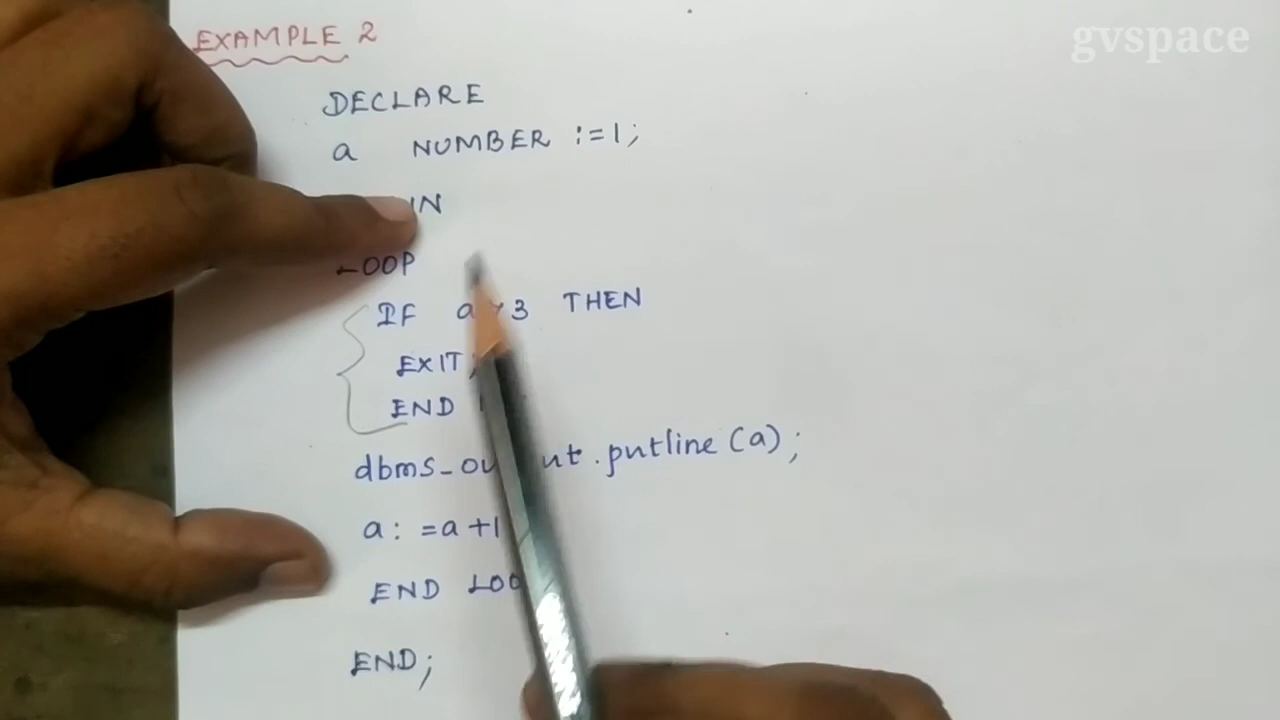 EXAMPLE 2
gvspace
DECLARE
a NUMBER :=1;
IN
LOOP
IF a 3 THEN
EXIT;
END
dbms_ou ut.putline(a);
a: =a+1
END LOO
END;